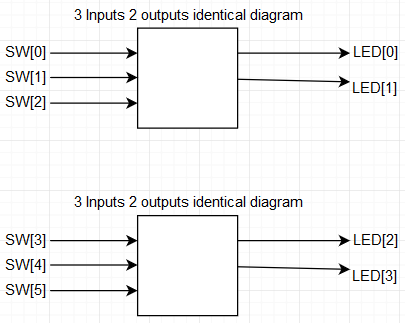 3 Inputs 2 outputs identical diagram
SW[0]
LED[0]
SW[1]
LED[1]
SW[2]
3 Inputs 2 outputs identical diagram
SW[3]
LED[2]
SW[4]
LED[3]
SW[5]